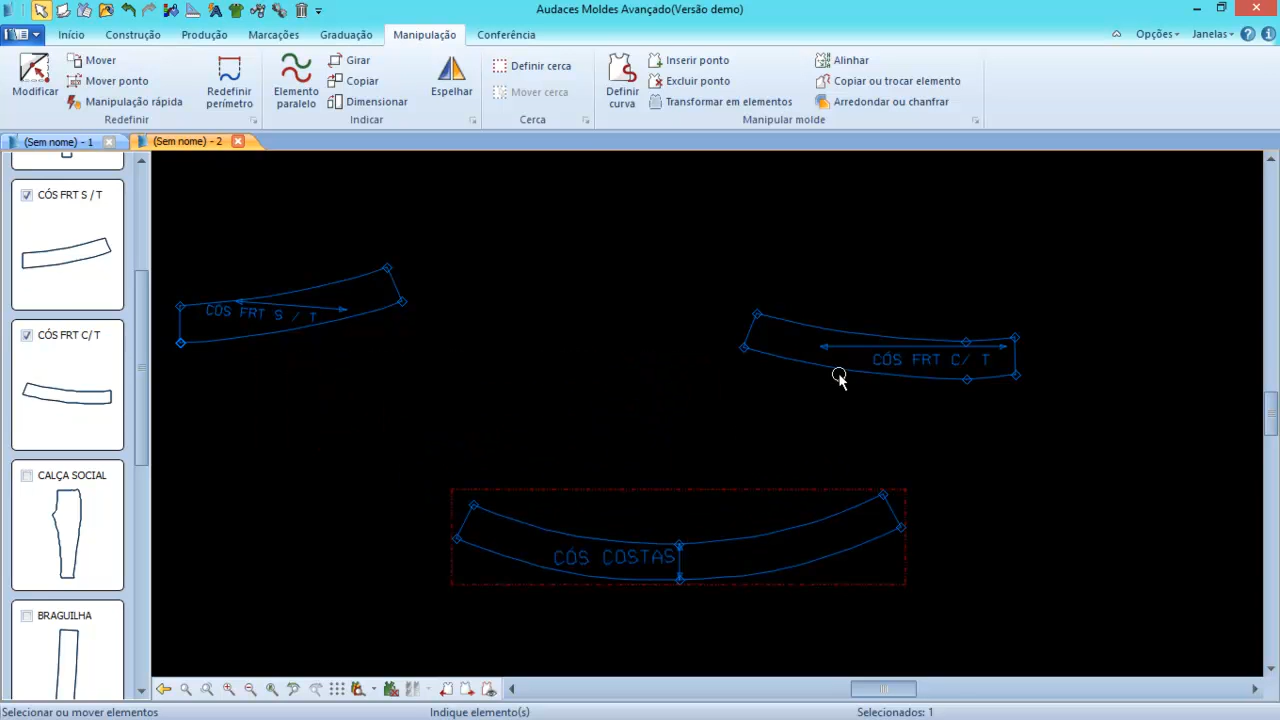 Audaces Moldes Avançado(Versão demo)
Início
Construção
Produção
Marcações
Graduação
Manipulação
Conferência
Opções
Janelas
Modificar
Mover
Mover ponto
Manipulação rápida
Redefinir
perímetro
Redefinir
Elemento
paralelo
Girar
Copiar
Dimensionar
Espelhar
Indicar
Definir cerca
Mover cerca
Cerca
Definir
curva
Inserir ponto
Excluir ponto
Transformar em elementos
Alinhar
Copiar ou trocar elemento
Arredondar ou chanfrar
Manipular molde
(Sem nome) - 1
(Sem nome) - 2
CÓS FRT S / T
CÓS FRT C/ T
CALÇA SOCIAL
BRAGUILHA
CÓS FRT S / T
CÓS FRT C/ T
CÓS COSTAS
Selecionar ou mover elementos
Indique elemento(s)
Selecionados: 1